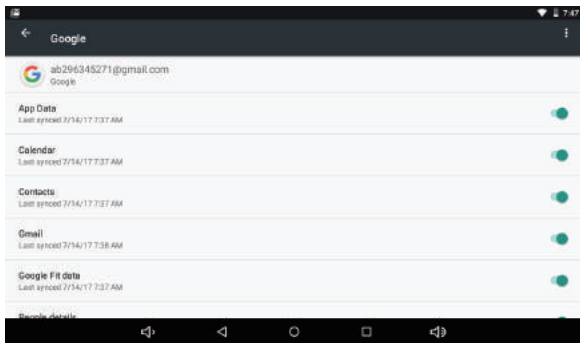 7:47
Google
ab296345271@gmail.com
Google
App Data
Last synced 7/14/17 7:37 AM
Calendar
Last synced 7/14/17 7:37 AM
Contacts
Last synced 7/14/17 7:37 AM
Gmail
Last synced 7/14/17 7:38 AM
Google Fit data
Last synced 7/14/17 7:37 AM
People details